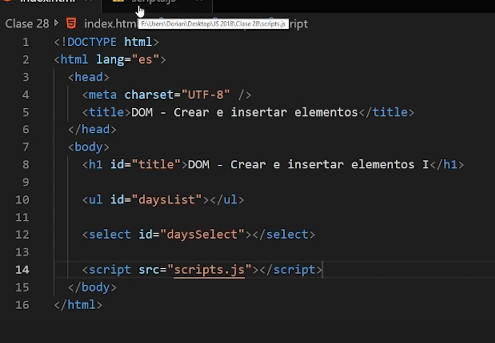 index.html scripts.js
Clase 28 index.htm F:\Users\Dorian\Desktop\JS 2018\Clase 28\scripts.js ript
1 <!DOCTYPE html>
2 <html lang="es">
3 <head>
4 <meta charset="UTF-8" />
5 <title>DOM - Crear e insertar elementos</title>
6 </head>
7 <body>
8 <h1 id="title">DOM - Crear e insertar elementos I</h1>
9
10 <ul id="daysList"></ul>
11
12 <select id="daysSelect"></select>
13
14 <script src="scripts.js"></script>
15 </body>
16 </html>